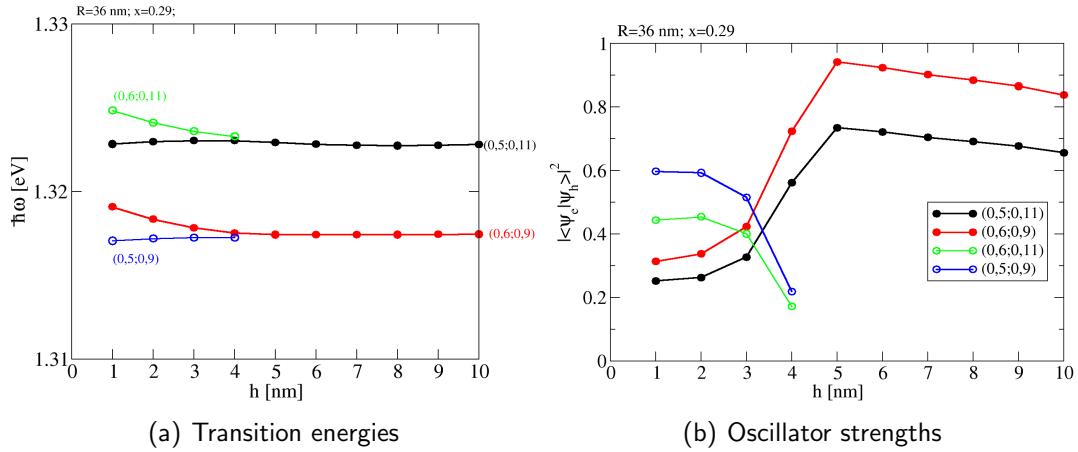 R=36 nm; x=0.29;
1.33
1.32
1.31
ħω [eV]
(0,6;0,11)
(0,5;0,11)
(0,6;0,9)
(0,5;0,9)
0 1 2 3 4 5 6 7 8 9 10
h [nm]
(a) Transition energies
R=36 nm; x=0.29
1
0.8
0.6
0.4
0.2
0
|<ψe|ψh>|2
(0,5;0,11)
(0,6;0,9)
(0,6;0,11)
(0,5;0,9)
0 1 2 3 4 5 6 7 8 9 10
h [nm]
(b) Oscillator strengths